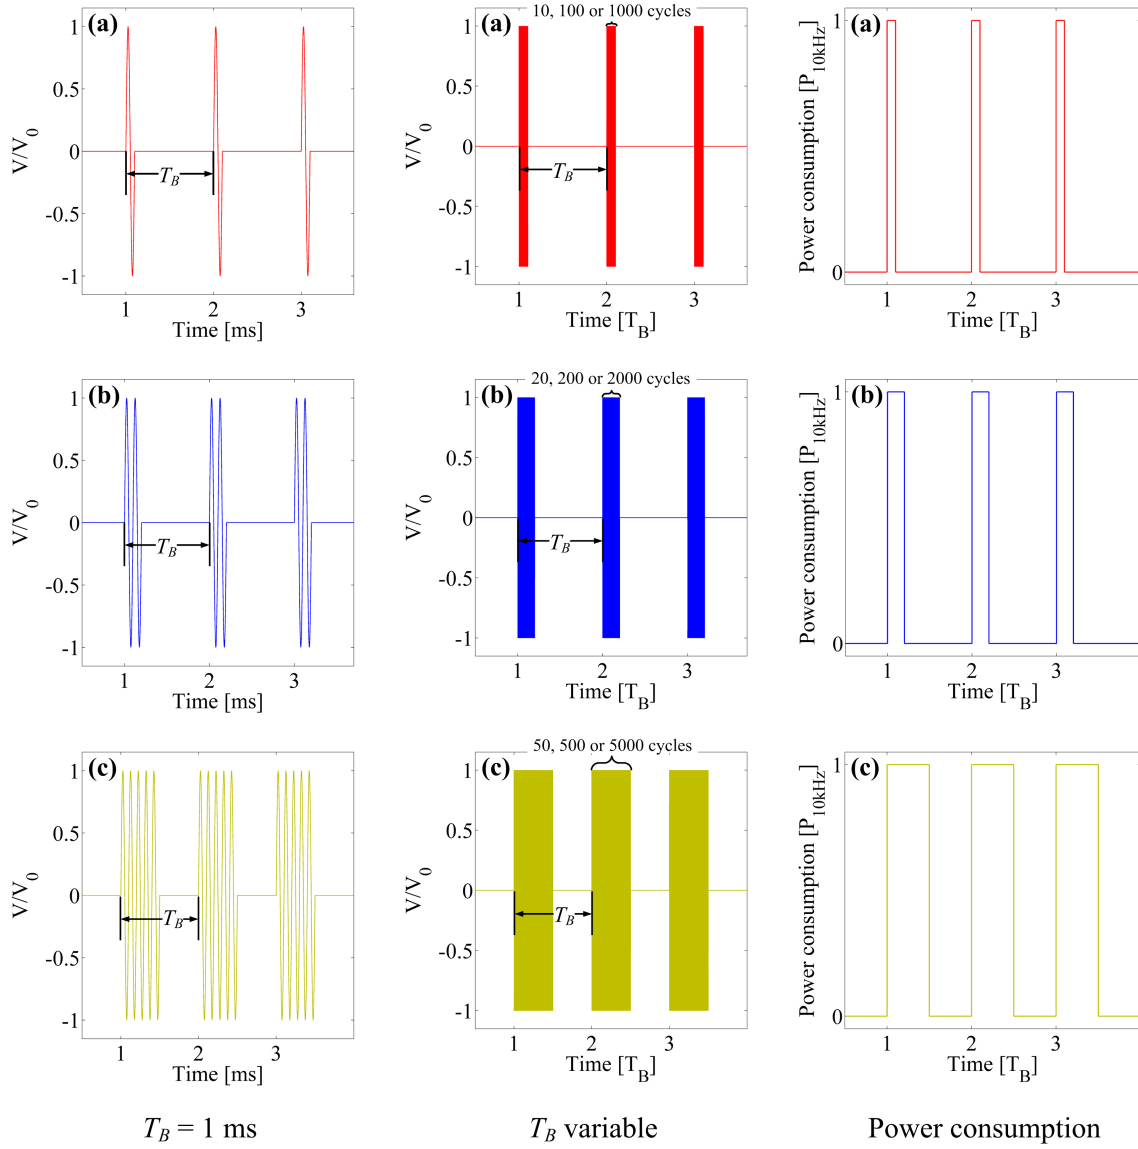 (a)
V/V0
1
0.5
0
-0.5
-1
TB
1 2 3
Time [ms]
10, 100 or 1000 cycles
(a)
V/V0
1
0.5
0
-0.5
-1
TB
1 2 3
Time [TB]
(a)
Power consumption [P10kHz]
1
0
1 2 3
Time [TB]
(b)
V/V0
1
0.5
0
-0.5
-1
TB
1 2 3
Time [ms]
20, 200 or 2000 cycles
(b)
V/V0
1
0.5
0
-0.5
-1
TB
1 2 3
Time [TB]
(b)
Power consumption [P10kHz]
1
0
1 2 3
Time [TB]
(c)
V/V0
1
0.5
0
-0.5
-1
TB
1 2 3
Time [ms]
50, 500 or 5000 cycles
(c)
V/V0
1
0.5
0
-0.5
-1
TB
1 2 3
Time [TB]
(c)
Power consumption [P10kHz]
1
0
1 2 3
Time [TB]
TB = 1 ms
TB variable
Power consumption